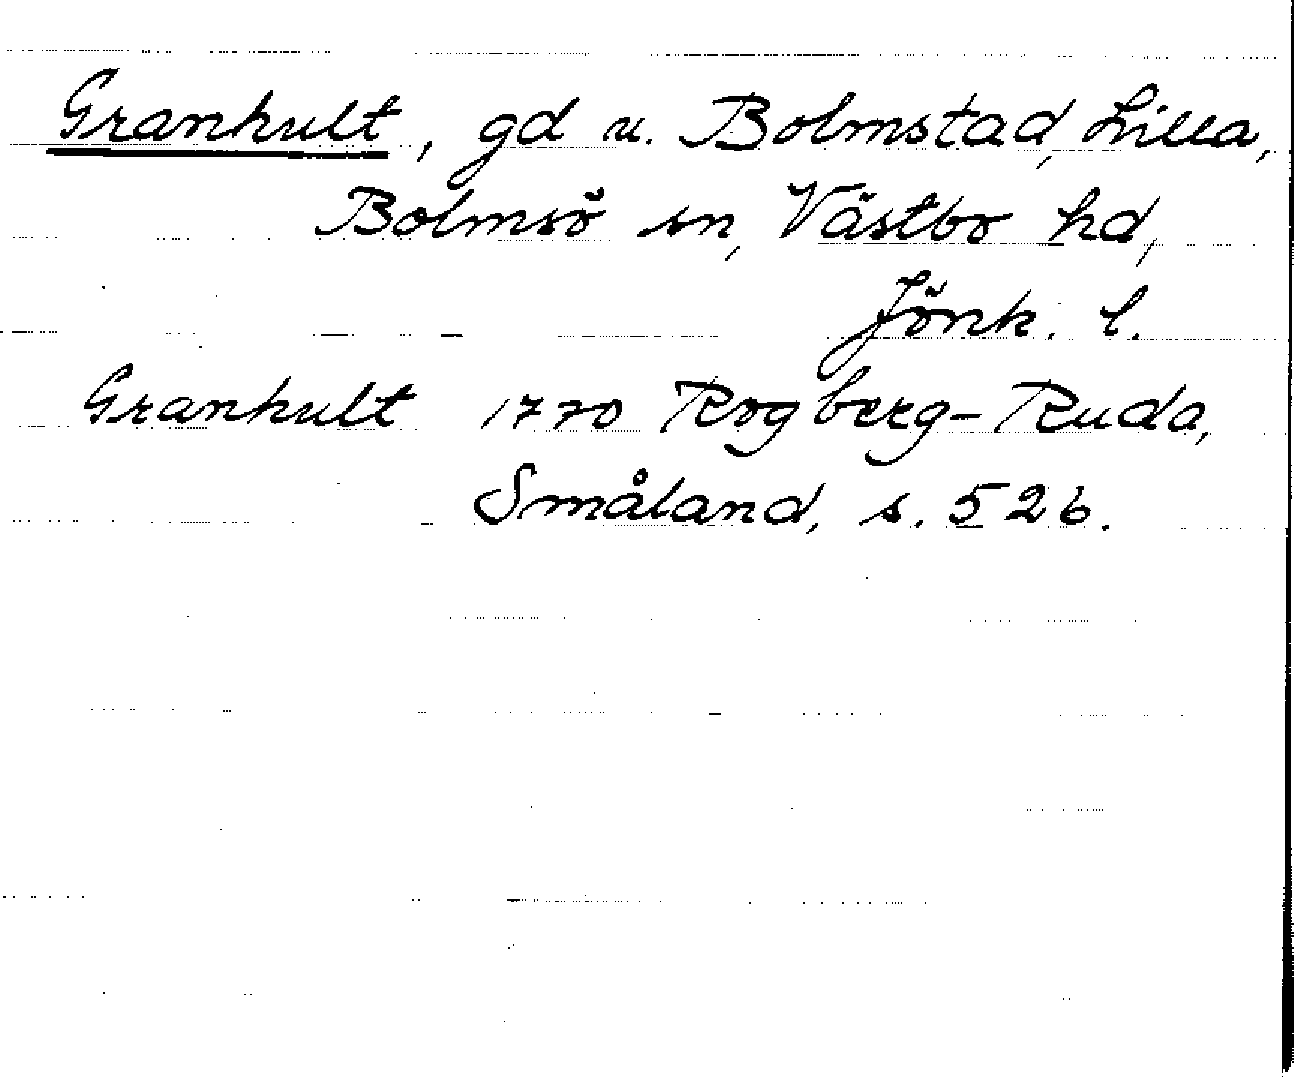 Granhult, gd u. Bolmstad, Lilla,
Bolmsö sn, Västbo hd,
Jönk. l.
Granhult 1770 Rogberg-Ruda,
Småland, s. 526.